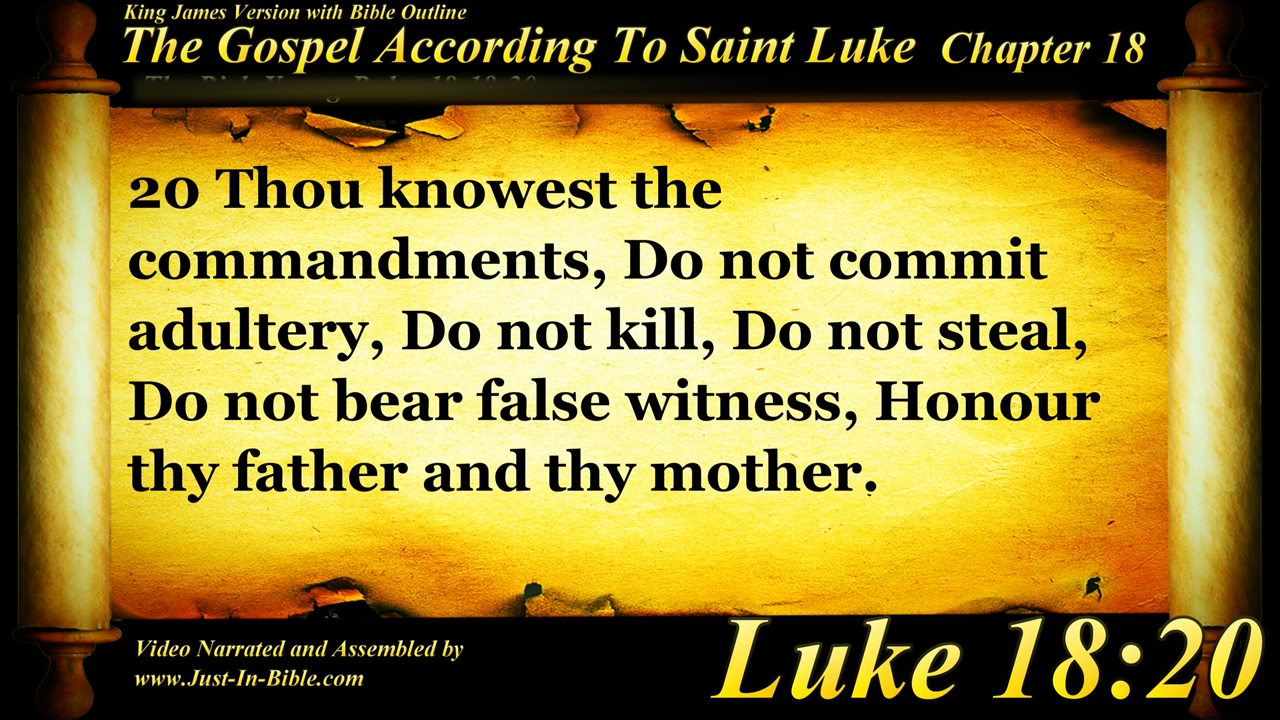 King James Version with Bible Outline
The Gospel According To Saint Luke Chapter 18
20 Thou knowest the
commandments, Do not commit
adultery, Do not kill, Do not steal,
Do not bear false witness, Honour
thy father and thy mother.
Video Narrated and Assembled by
www.Just-In-Bible.com
Luke 18:20